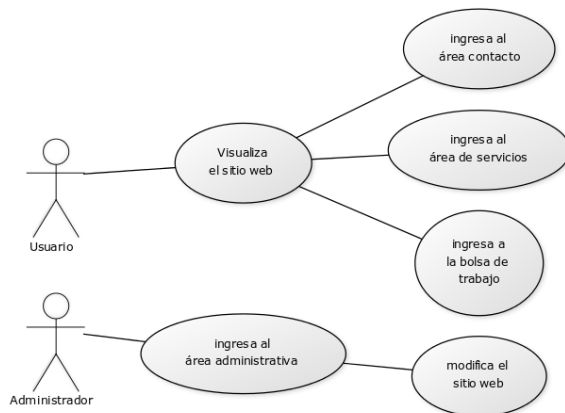 ingresa al
área contacto
Visualiza
el sitio web
ingresa al
área de servicios
Usuario
ingresa a
la bolsa de
trabajo
ingresa al
área administrativa
modifica el
sitio web
Administrador